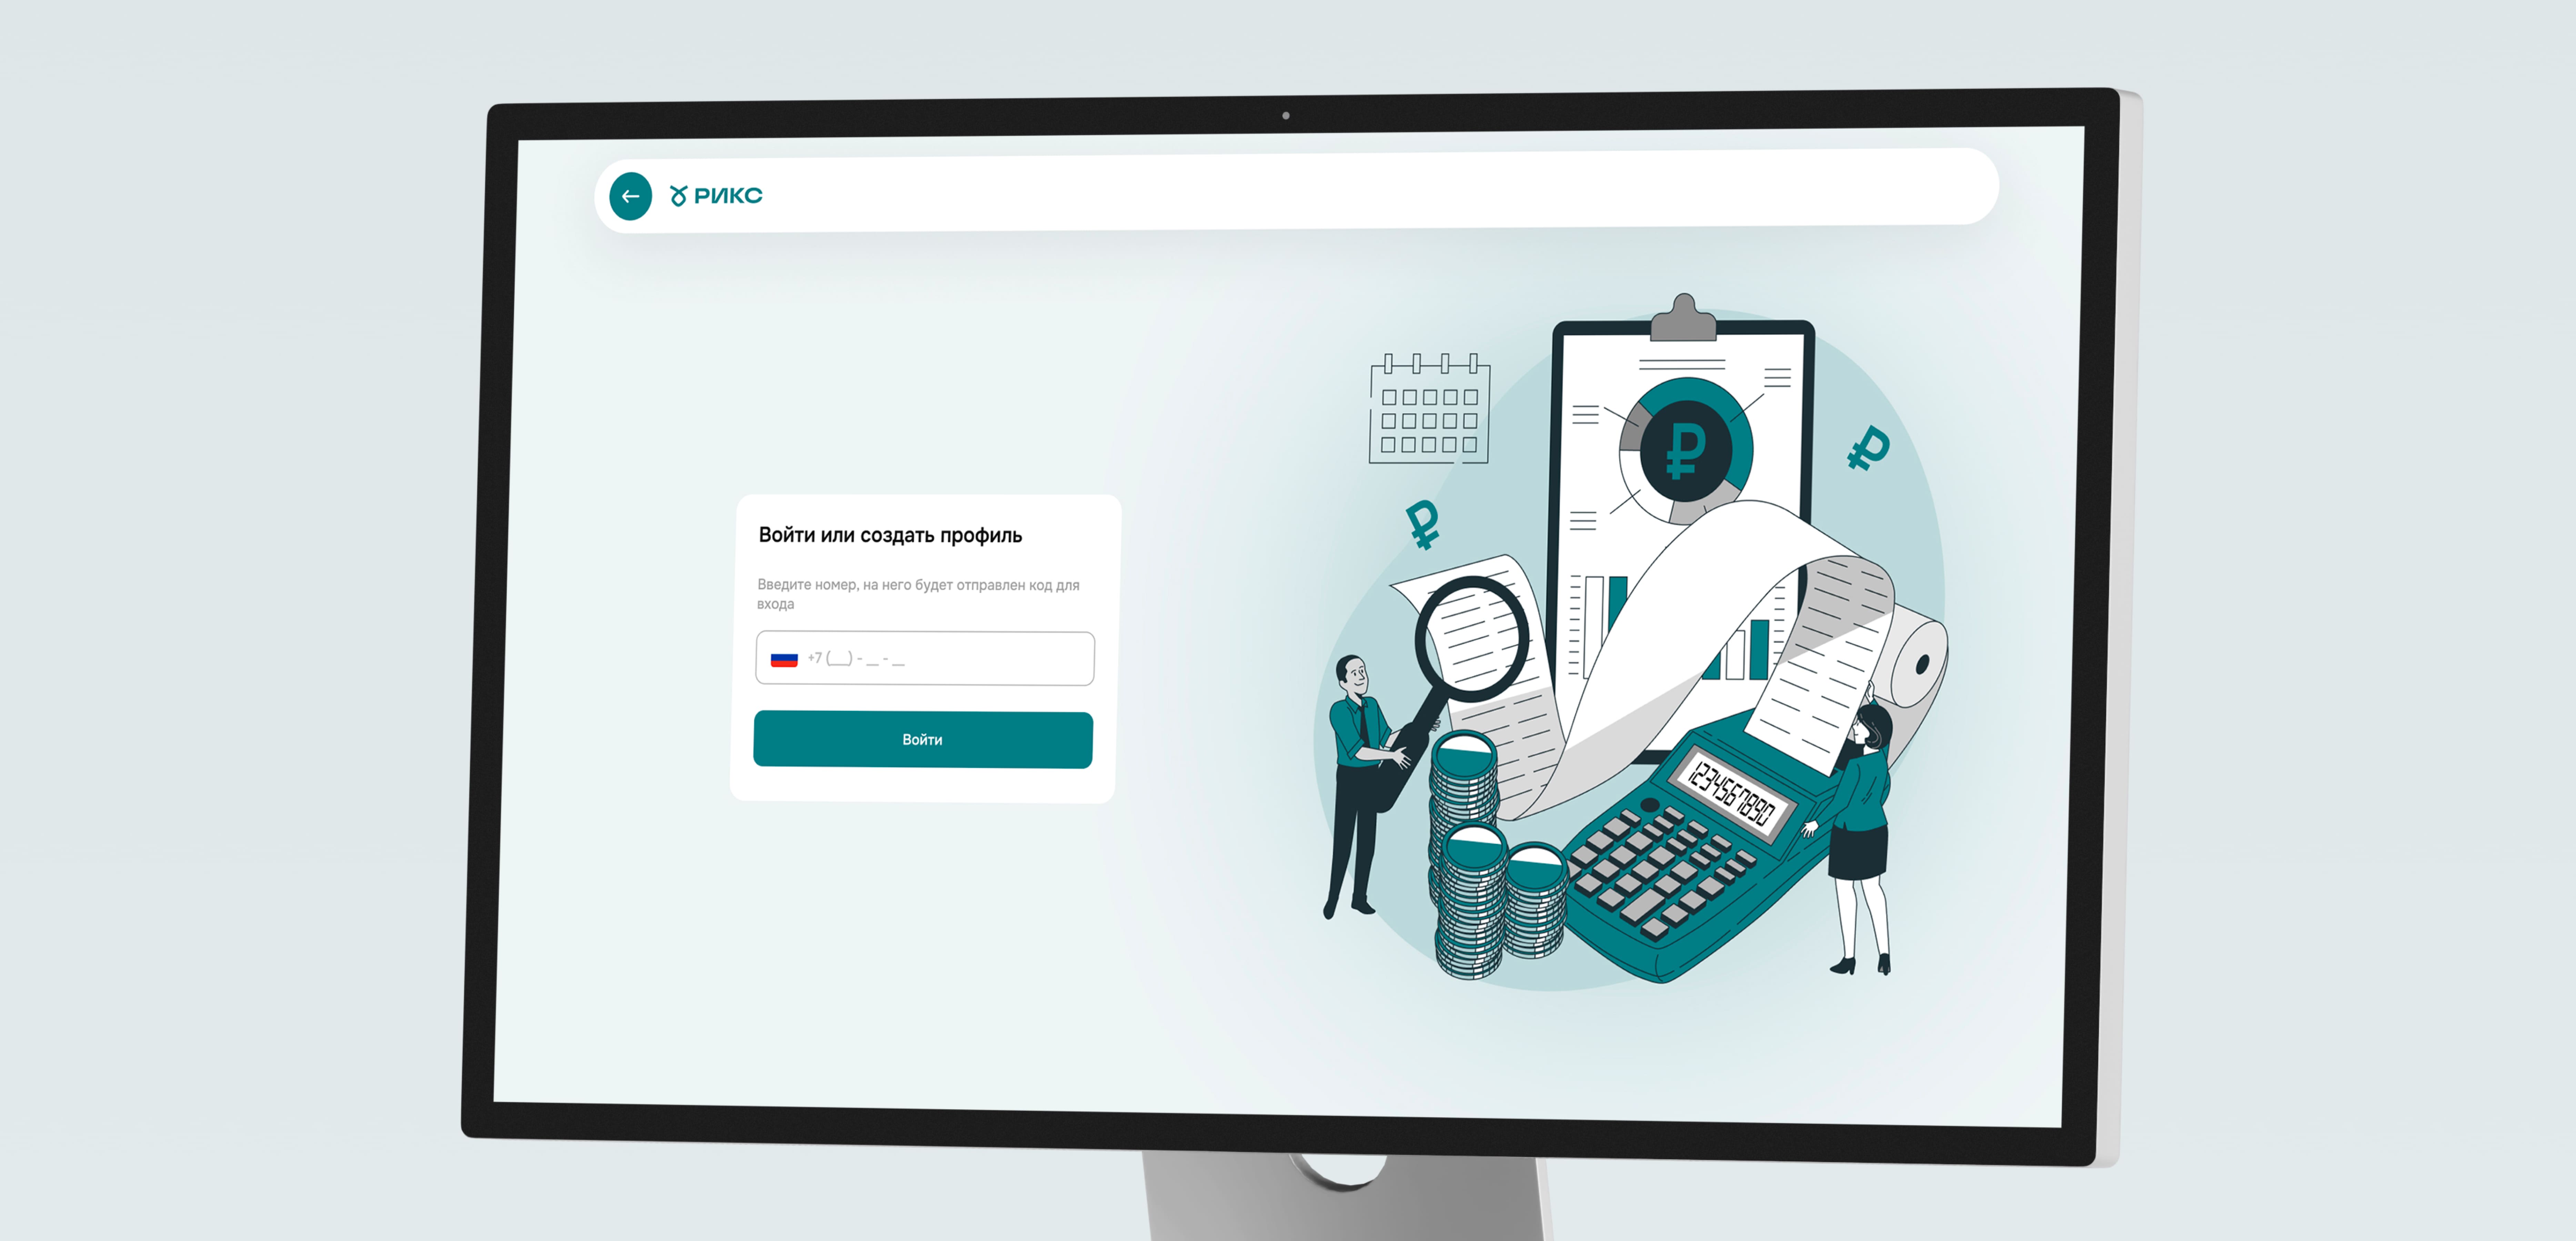 РИКС
Войти или создать профиль
Введите номер, на него будет отправлен код для
входа
+7 (__) - __ - __
Войти
₽
₽
₽
1234567890